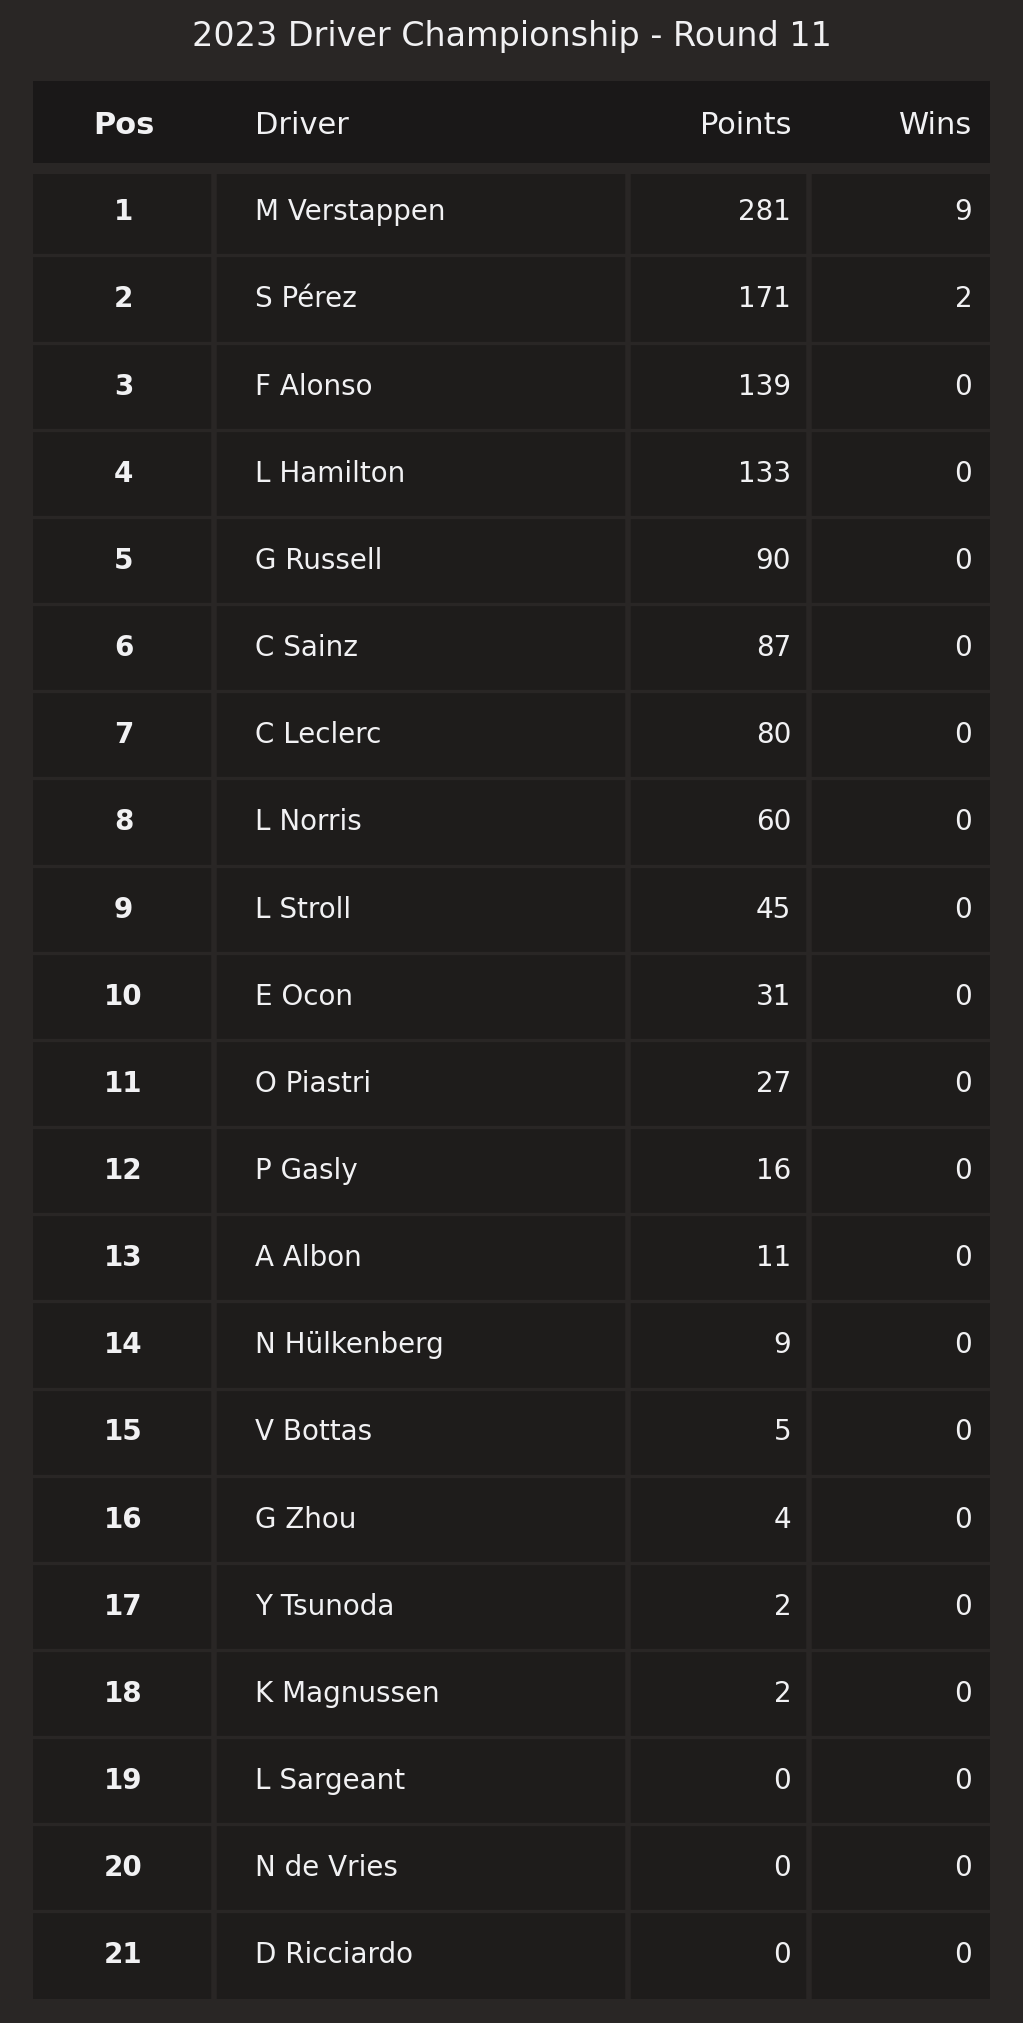 2023 Driver Championship - Round 11
Pos Driver Points Wins
1 M Verstappen 281 9
2 S Pérez 171 2
3 F Alonso 139 0
4 L Hamilton 133 0
5 G Russell 90 0
6 C Sainz 87 0
7 C Leclerc 80 0
8 L Norris 60 0
9 L Stroll 45 0
10 E Ocon 31 0
11 O Piastri 27 0
12 P Gasly 16 0
13 A Albon 11 0
14 N Hülkenberg 9 0
15 V Bottas 5 0
16 G Zhou 4 0
17 Y Tsunoda 2 0
18 K Magnussen 2 0
19 L Sargeant 0 0
20 N de Vries 0 0
21 D Ricciardo 0 0